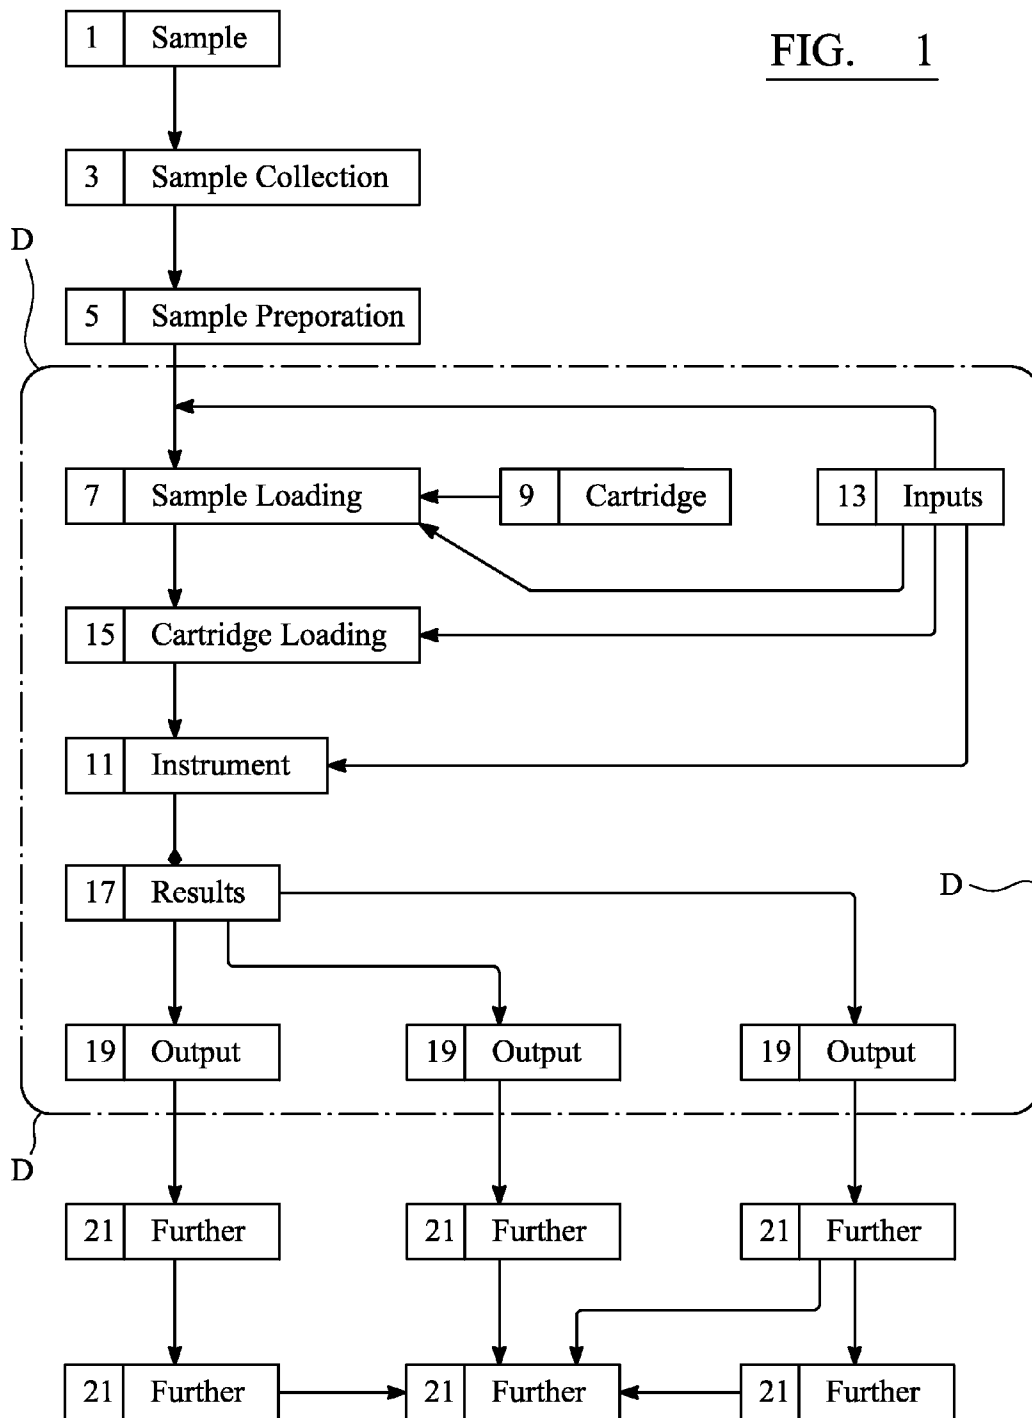 1 Sample
FIG. 1
3 Sample Collection
D
5 Sample Preporation
7 Sample Loading
9 Cartridge
13 Inputs
15 Cartridge Loading
11 Instrument
17 Results
D
19 Output
19 Output
19 Output
D
21 Further
21 Further
21 Further
21 Further
21 Further
21 Further